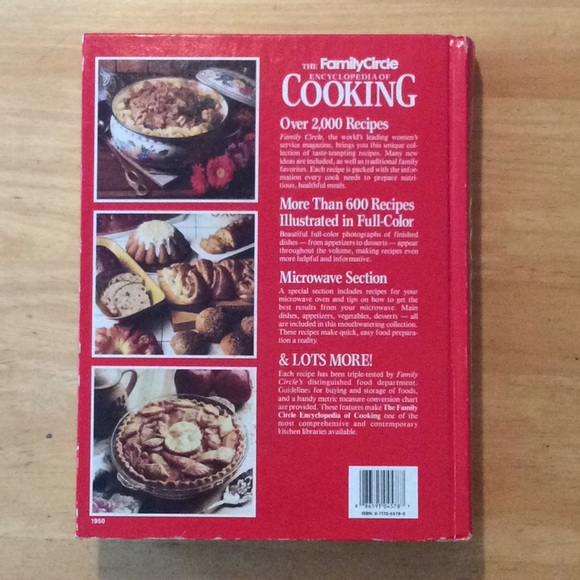 THE FamilyCircle
ENCYCLOPEDIA OF
COOKING
Over 2,000 Recipes
Family Circle, the world's leading women's
service magazine, brings you this unique col-
lection of taste-tempting recipes. Many new
ideas are included, as well as traditional family
favorites. Each recipe is packed with the infor-
mation every cook needs to prepare nutri-
tious, healthful meals.
More Than 600 Recipes
Illustrated in Full-Color
Beautiful full-color photographs of finished
dishes — from appetizers to desserts — appear
throughout the volume, making recipes even
more helpful and informative.
Microwave Section
A special section includes recipes for your
microwave oven and tips on how to get the
best results from your microwave. Main
dishes, appetizers, vegetables, desserts — all
are included in this mouthwatering collection.
These recipes make quick, easy food prepara-
tion a reality.
& LOTS MORE!
Each recipe has been triple-tested by Family
Circle's distinguished food department.
Guidelines for buying and storage of foods,
and a handy metric measure conversion chart
are provided. These features make The Family
Circle Encyclopedia of Cooking one of the
most comprehensive and contemporary
kitchen libraries available.
1950